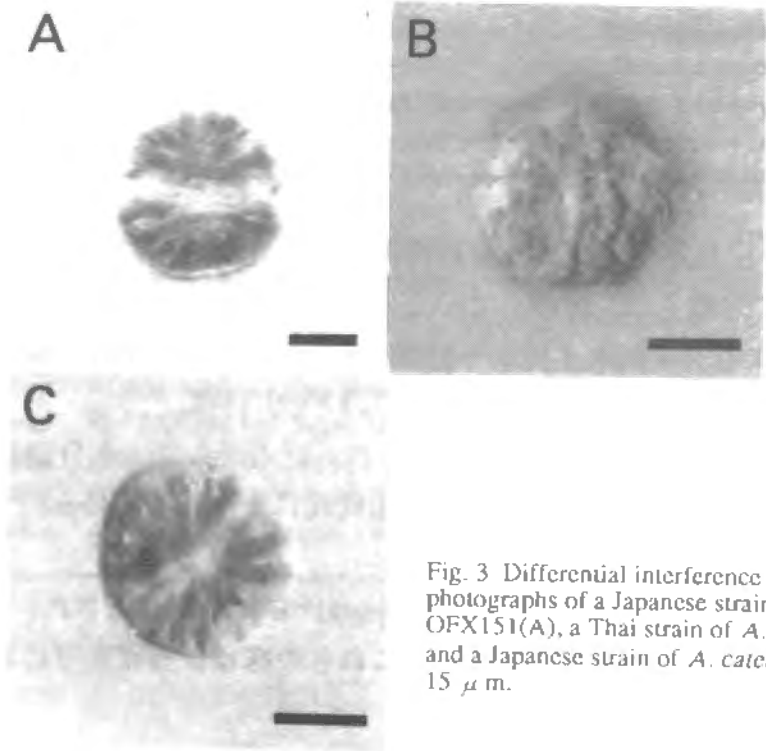 A
B
C
Fig. 3 Differential interference
photographs of a Japanese strain
OFX151(A), a Thai strain of A.
and a Japanese strain of A. cate
15 μ m.